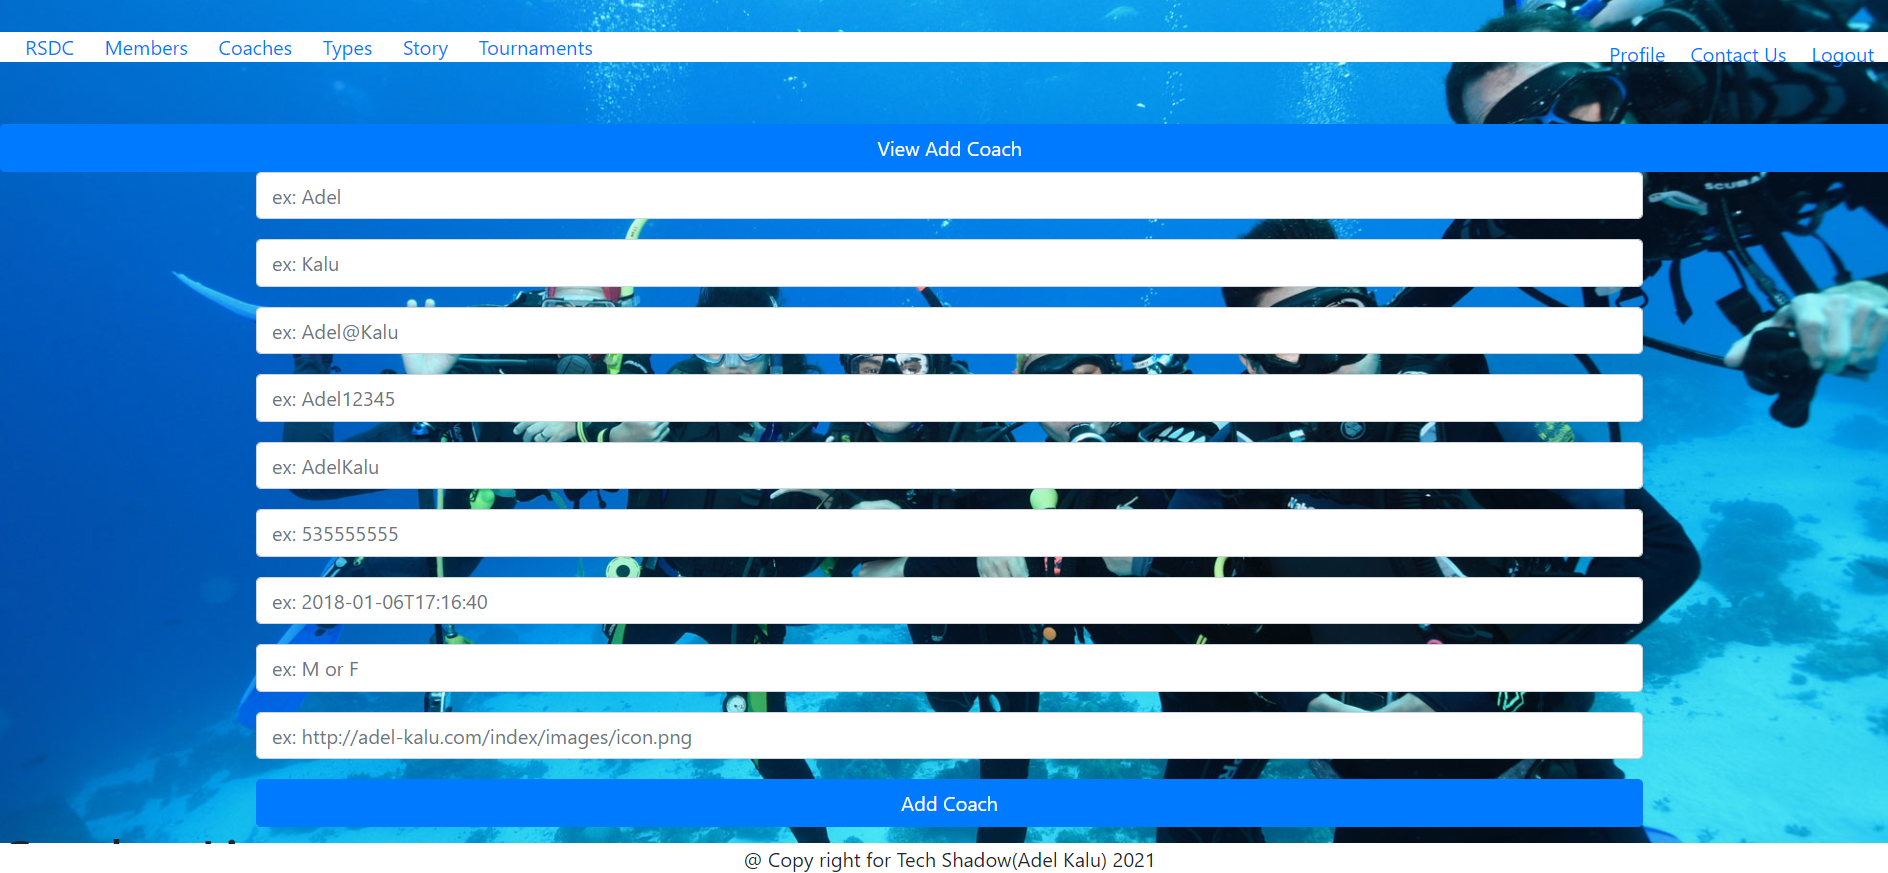 RSDC Members Coaches Types Story Tournaments
Profile Contact Us Logout
View Add Coach
SCUBA
ex: Adel
ex: Kalu
ex: Adel@Kalu
ex: Adel12345
ex: AdelKalu
ex: 535555555
ex: 2018-01-06T17:16:40
ex: M or F
ex: http://adel-kalu.com/index/images/icon.png
Add Coach
@ Copy right for Tech Shadow(Adel Kalu) 2021